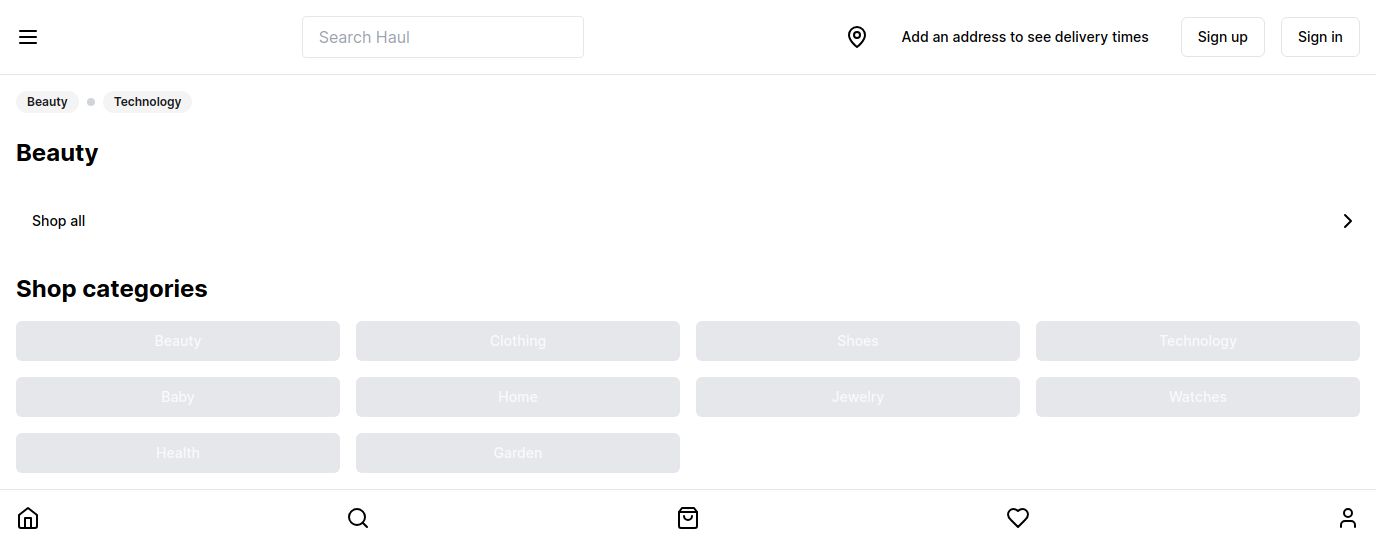 Search Haul
Add an address to see delivery times
Sign up
Sign in
Beauty
Technology
Beauty
Shop all
Shop categories
Beauty
Clothing
Shoes
Technology
Baby
Home
Jewelry
Watches
Health
Garden